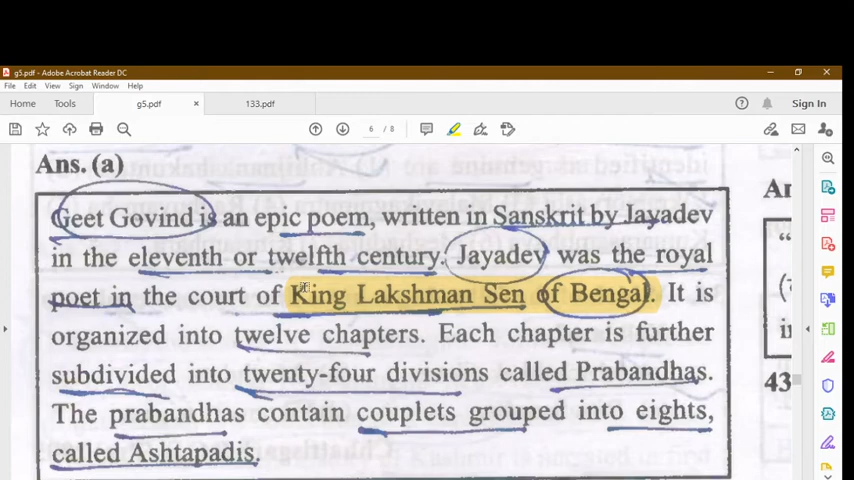 g5.pdf - Adobe Acrobat Reader DC
File Edit View Sign Window Help
Home Tools g5.pdf × 133.pdf Sign In
6 / 8
Ans. (a)
Geet Govind is an epic poem, written in Sanskrit by Jayadev
in the eleventh or twelfth century. Jayadev was the royal
poet in the court of King Lakshman Sen of Bengal. It is
organized into twelve chapters. Each chapter is further
subdivided into twenty-four divisions called Prabandhas.
The prabandhas contain couplets grouped into eights,
called Ashtapadis.
An
43